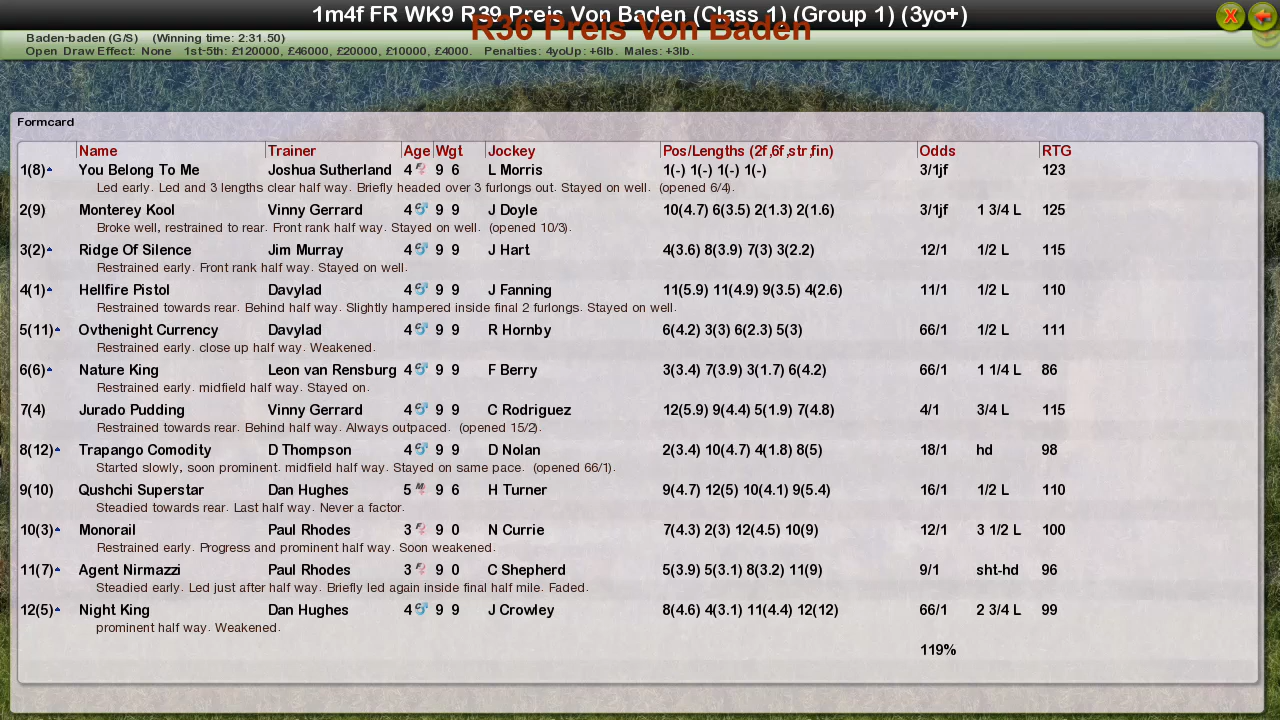 1m4f FR WK9 R39 Preis Von Baden (Class 1) (Group 1) (3yo+)
R36 Preis Von Baden
Baden-baden (G/S) (Winning time: 2:31.50)
Open Draw Effect: None 1st-5th: £120000, £46000, £20000, £10000, £4000. Penalties: 4yoUp: +6lb. Males: +3lb.
Formcard
Name Trainer Age Wgt Jockey Pos/Lengths (2f,6f,str,fin) Odds RTG
1(8) You Belong To Me Joshua Sutherland 4 F 9 6 L Morris 1(-) 1(-) 1(-) 1(-) 3/1jf 123
Led early. Led and 3 lengths clear half way. Briefly headed over 3 furlongs out. Stayed on well. (opened 6/4).
2(9) Monterey Kool Vinny Gerrard 4 9 9 J Doyle 10(4.7) 6(3.5) 2(1.3) 2(1.6) 3/1jf 1 3/4 L 125
Broke well, restrained to rear. Front rank half way. Stayed on well. (opened 10/3).
3(2) Ridge Of Silence Jim Murray 4 9 9 J Hart 4(3.6) 8(3.9) 7(3) 3(2.2) 12/1 1/2 L 115
Restrained early. Front rank half way. Stayed on well.
4(1) Hellfire Pistol Davylad 4 9 9 J Fanning 11(5.9) 11(4.9) 9(3.5) 4(2.6) 11/1 1/2 L 110
Restrained towards rear. Behind half way. Slightly hampered inside final 2 furlongs. Stayed on well.
5(11) Ovthenight Currency Davylad 4 9 9 R Hornby 6(4.2) 3(3) 6(2.3) 5(3) 66/1 1/2 L 111
Restrained early. close up half way. Weakened.
6(6) Nature King Leon van Rensburg 4 9 9 F Berry 3(3.4) 7(3.9) 3(1.7) 6(4.2) 66/1 1 1/4 L 86
Restrained early. midfield half way. Stayed on.
7(4) Jurado Pudding Vinny Gerrard 4 9 9 C Rodriguez 12(5.9) 9(4.4) 5(1.9) 7(4.8) 4/1 3/4 L 115
Restrained towards rear. Behind half way. Always outpaced. (opened 15/2).
8(12) Trapango Comodity D Thompson 4 9 9 D Nolan 2(3.4) 10(4.7) 4(1.8) 8(5) 18/1 hd 98
Started slowly, soon prominent. midfield half way. Stayed on same pace. (opened 66/1).
9(10) Qushchi Superstar Dan Hughes 5 M 9 6 H Turner 9(4.7) 12(5) 10(4.1) 9(5.4) 16/1 1/2 L 110
Steadied towards rear. Last half way. Never a factor.
10(3) Monorail Paul Rhodes 3 F 9 0 N Currie 7(4.3) 2(3) 12(4.5) 10(9) 12/1 3 1/2 L 100
Restrained early. Progress and prominent half way. Soon weakened.
11(7) Agent Nirmazzi Paul Rhodes 3 F 9 0 C Shepherd 5(3.9) 5(3.1) 8(3.2) 11(9) 9/1 sht-hd 96
Steadied early. Led just after half way. Briefly led again inside final half mile. Faded.
12(5) Night King Dan Hughes 4 9 9 J Crowley 8(4.6) 4(3.1) 11(4.4) 12(12) 66/1 2 3/4 L 99
prominent half way. Weakened.
119%